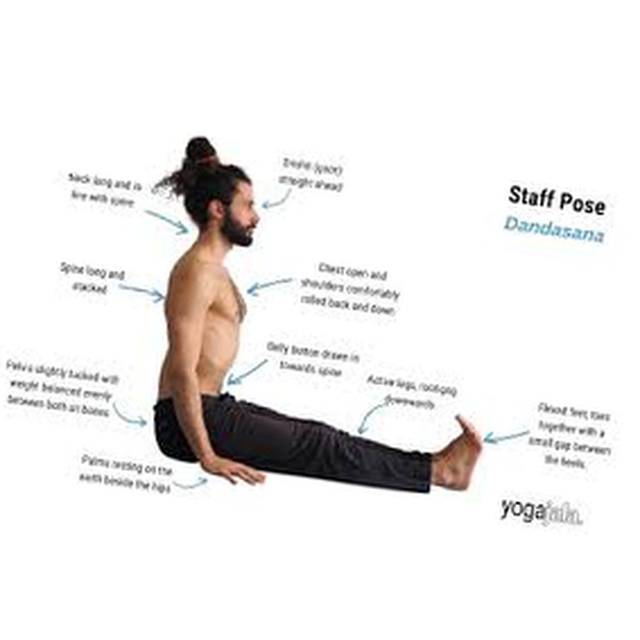 Staff Pose
Dandasana
Drishti (gaze)
straight ahead
Neck long and in
line with spine
Spine long and
stacked
Chest open and
shoulders comfortably
rolled back and down
Belly button drawn in
towards spine
Active legs, rooting
downwards
Pelvis slightly tucked with
weight balanced evenly
between both sit bones
Flexed feet, toes
together with a
small gap between
the heels
Palms resting on the
earth beside the hips
yogajala.